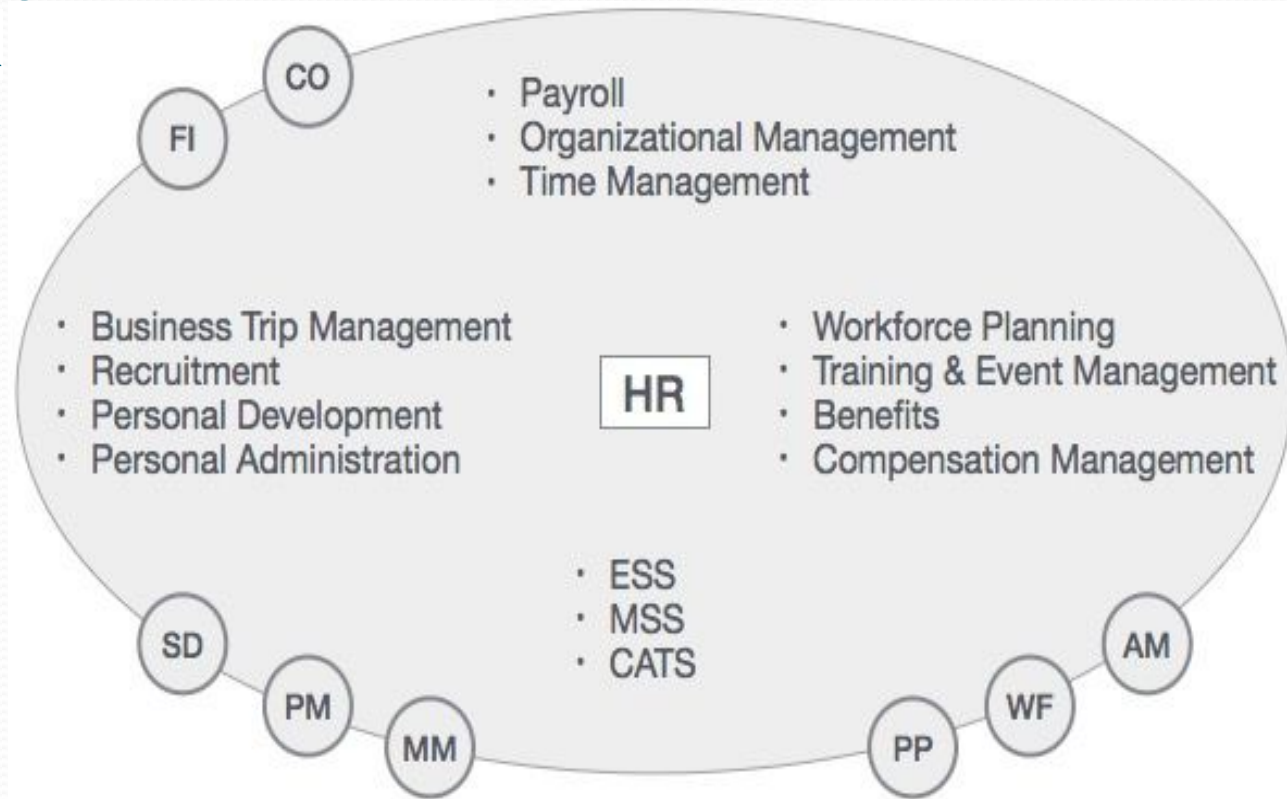 CO
FI
· Payroll
· Organizational Management
· Time Management
· Business Trip Management
· Recruitment
· Personal Development
· Personal Administration
HR
· Workforce Planning
· Training & Event Management
· Benefits
· Compensation Management
· ESS
· MSS
· CATS
SD
PM
MM
PP
WF
AM